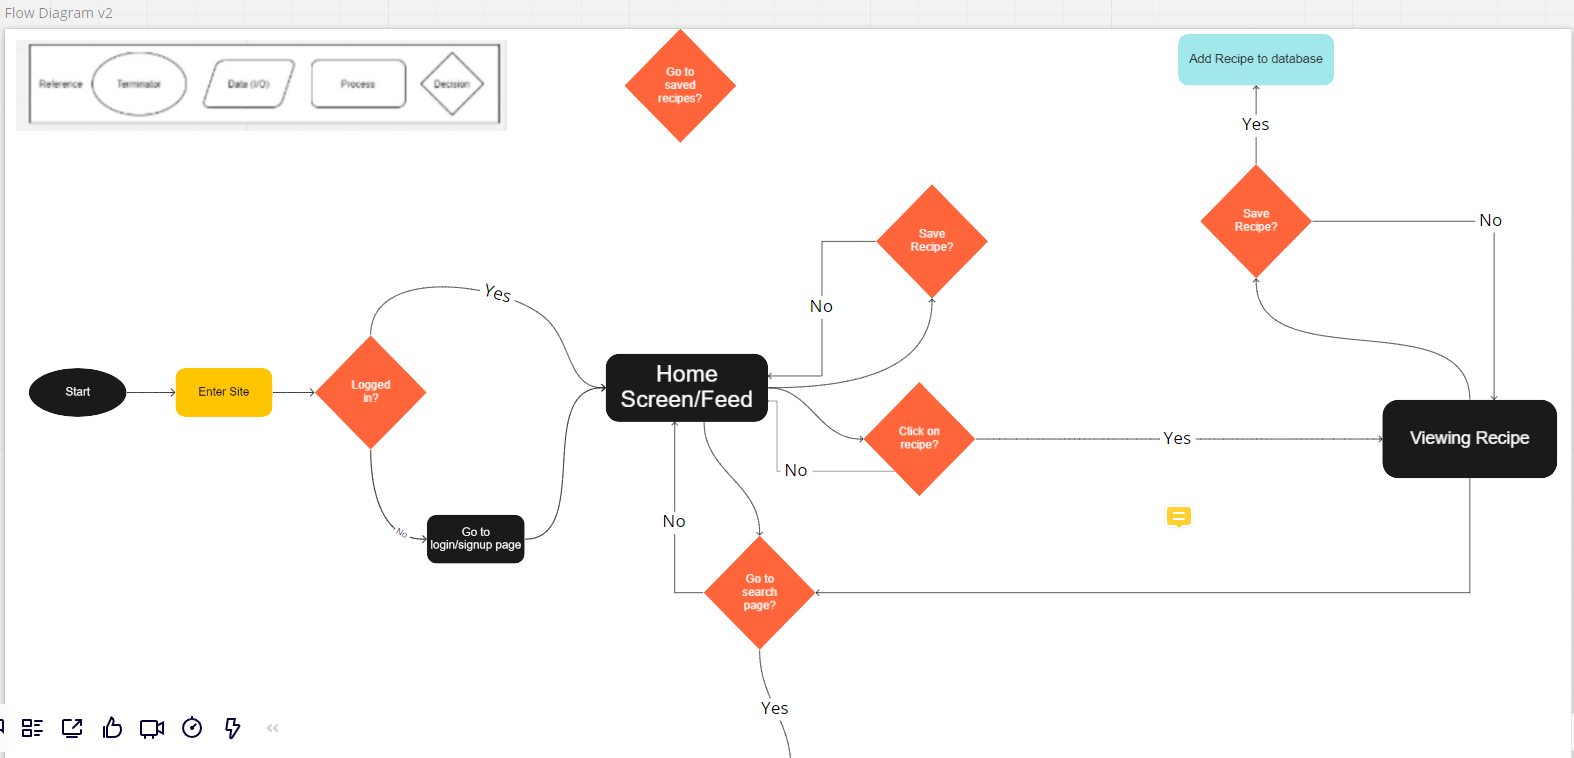 Flow Diagram v2
Reference
Terminator
Data (I/O)
Process
Decision
Go to
saved
recipes?
Add Recipe to database
Yes
Save
Recipe?
No
Save
Recipe?
No
Yes
Start
Enter Site
Logged
in?
Home
Screen/Feed
Click on
recipe?
Yes
Viewing Recipe
No
No
Go to
login/signup page
No
Go to
search
page?
Yes